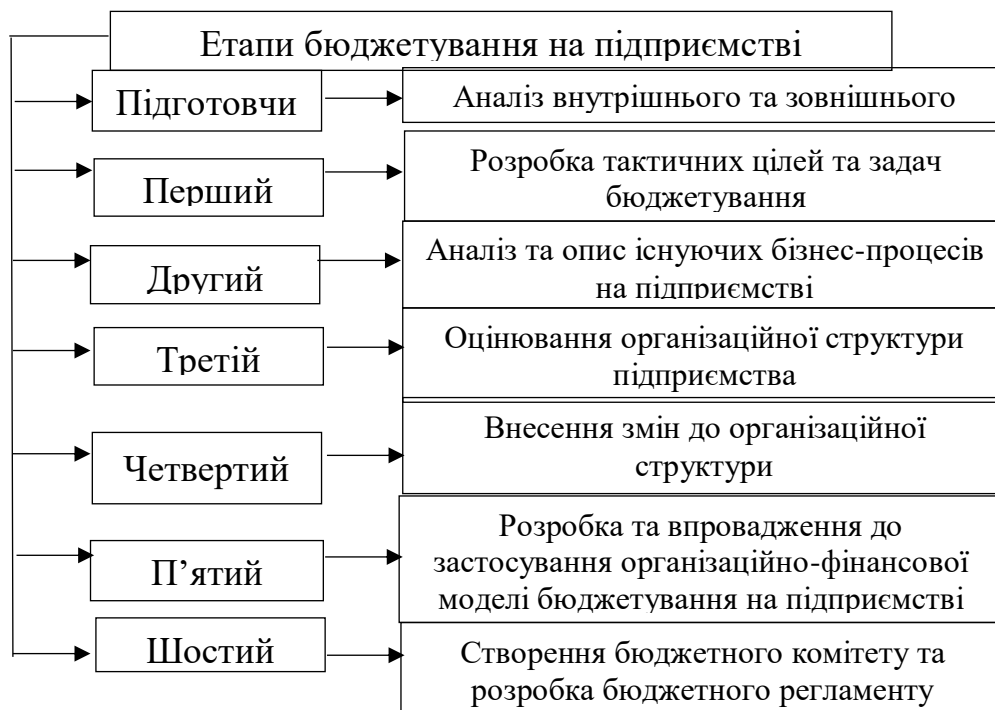 Етапи бюджетування на підприємстві
Підготовчи
Аналіз внутрішнього та зовнішнього
Перший
Розробка тактичних цілей та задач
бюджетування
Другий
Аналіз та опис існуючих бізнес-процесів
на підприємстві
Третій
Оцінювання організаційної структури
підприємства
Четвертий
Внесення змін до організаційної
структури
П’ятий
Розробка та впровадження до
застосування організаційно-фінансової
моделі бюджетування на підприємстві
Шостий
Створення бюджетного комітету та
розробка бюджетного регламенту